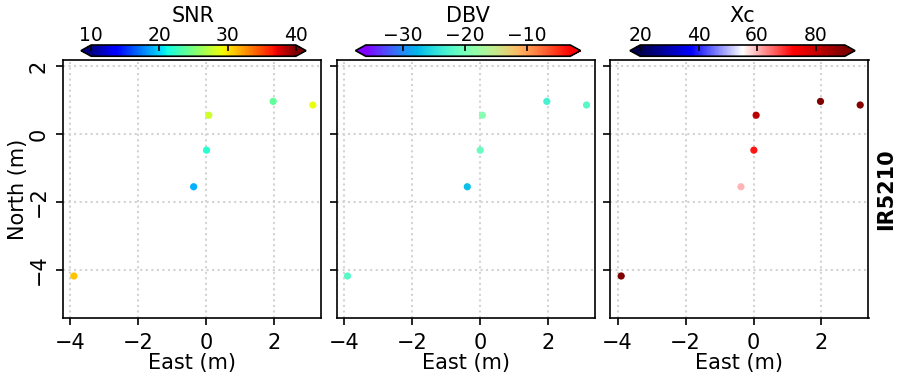 SNR DBV Xc
10 20 30 40 −30 −20 −10 20 40 60 80
2
0
−2
−4
North (m)
IR5210
−4 −2 0 2 −4 −2 0 2 −4 −2 0 2
East (m) East (m) East (m)